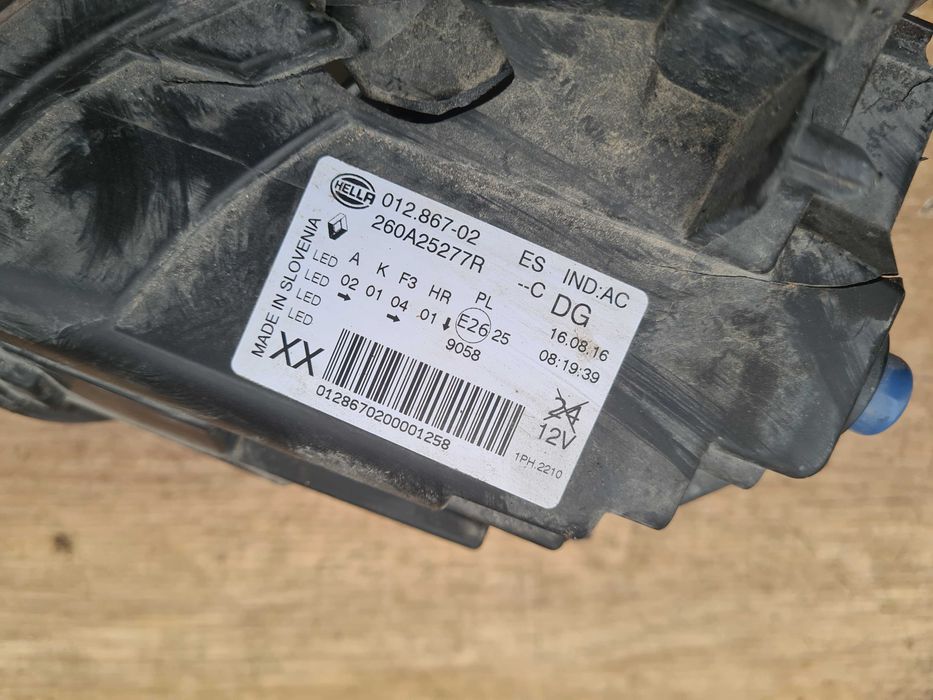 HELLA
012.867-02
260A25277R
ES IND:AC
--C DG
16.08.16
08:19:39
MADE IN SLOVENIA
LED A K F3 HR PL
LED 02 → 01 04 → 01 ↓ E26 25
LED
LED
9058
XX
0128670200001258
24
12V
1PH.2210